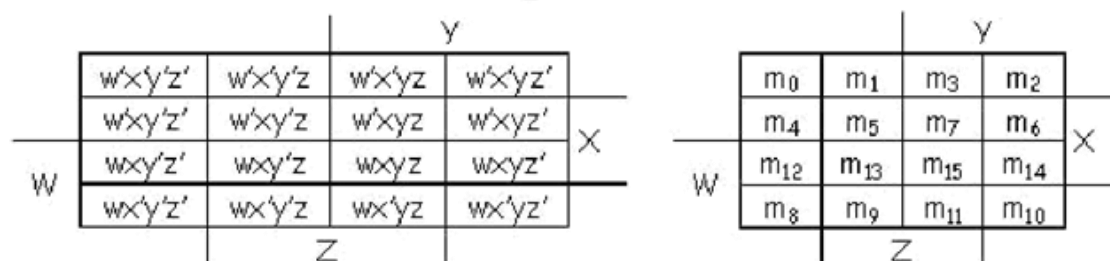 y y
w'x'y'z' w'x'y'z w'x'yz w'x'yz' m0 m1 m3 m2
w'xy'z' w'xy'z w'xyz w'xyz' m4 m5 m7 m6
X X
wxy'z' wxy'z wxyz wxyz' m12 m13 m15 m14
W W
wx'y'z' wx'y'z wx'yz wx'yz' m8 m9 m11 m10
Z Z